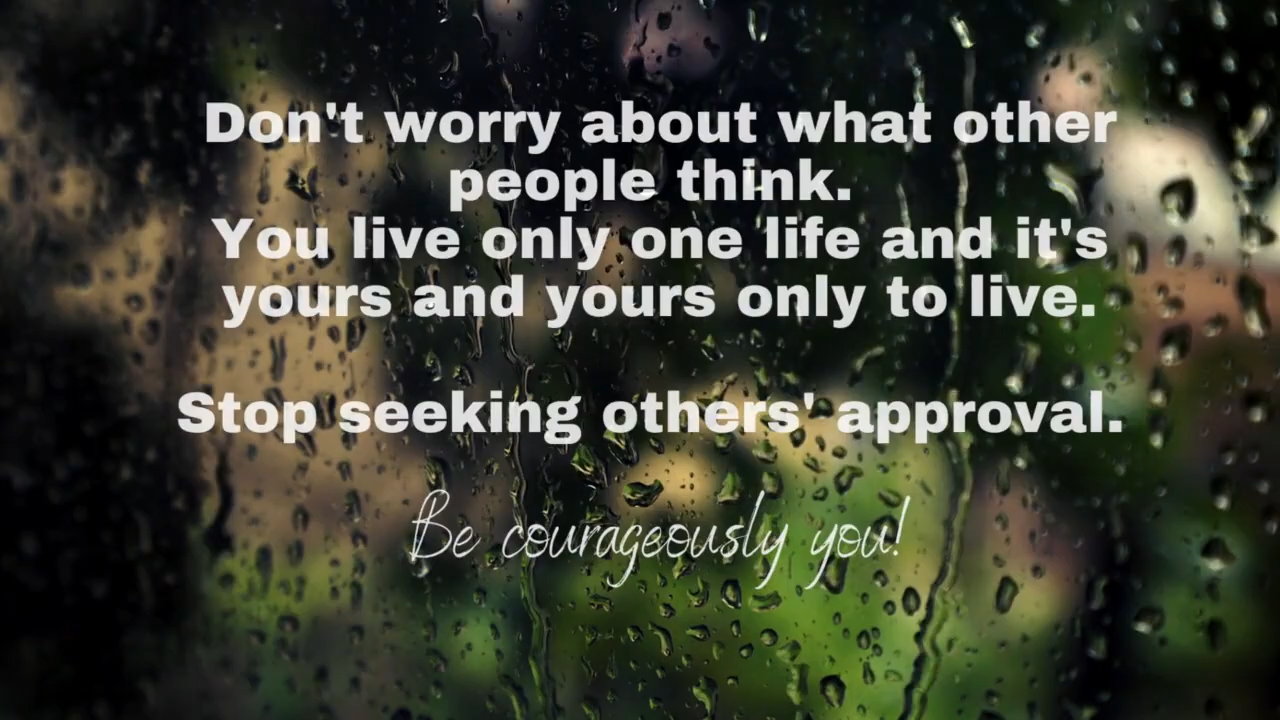 Don't worry about what other
people think.
You live only one life and it's
yours and yours only to live.
Stop seeking others' approval.
Be courageously you!